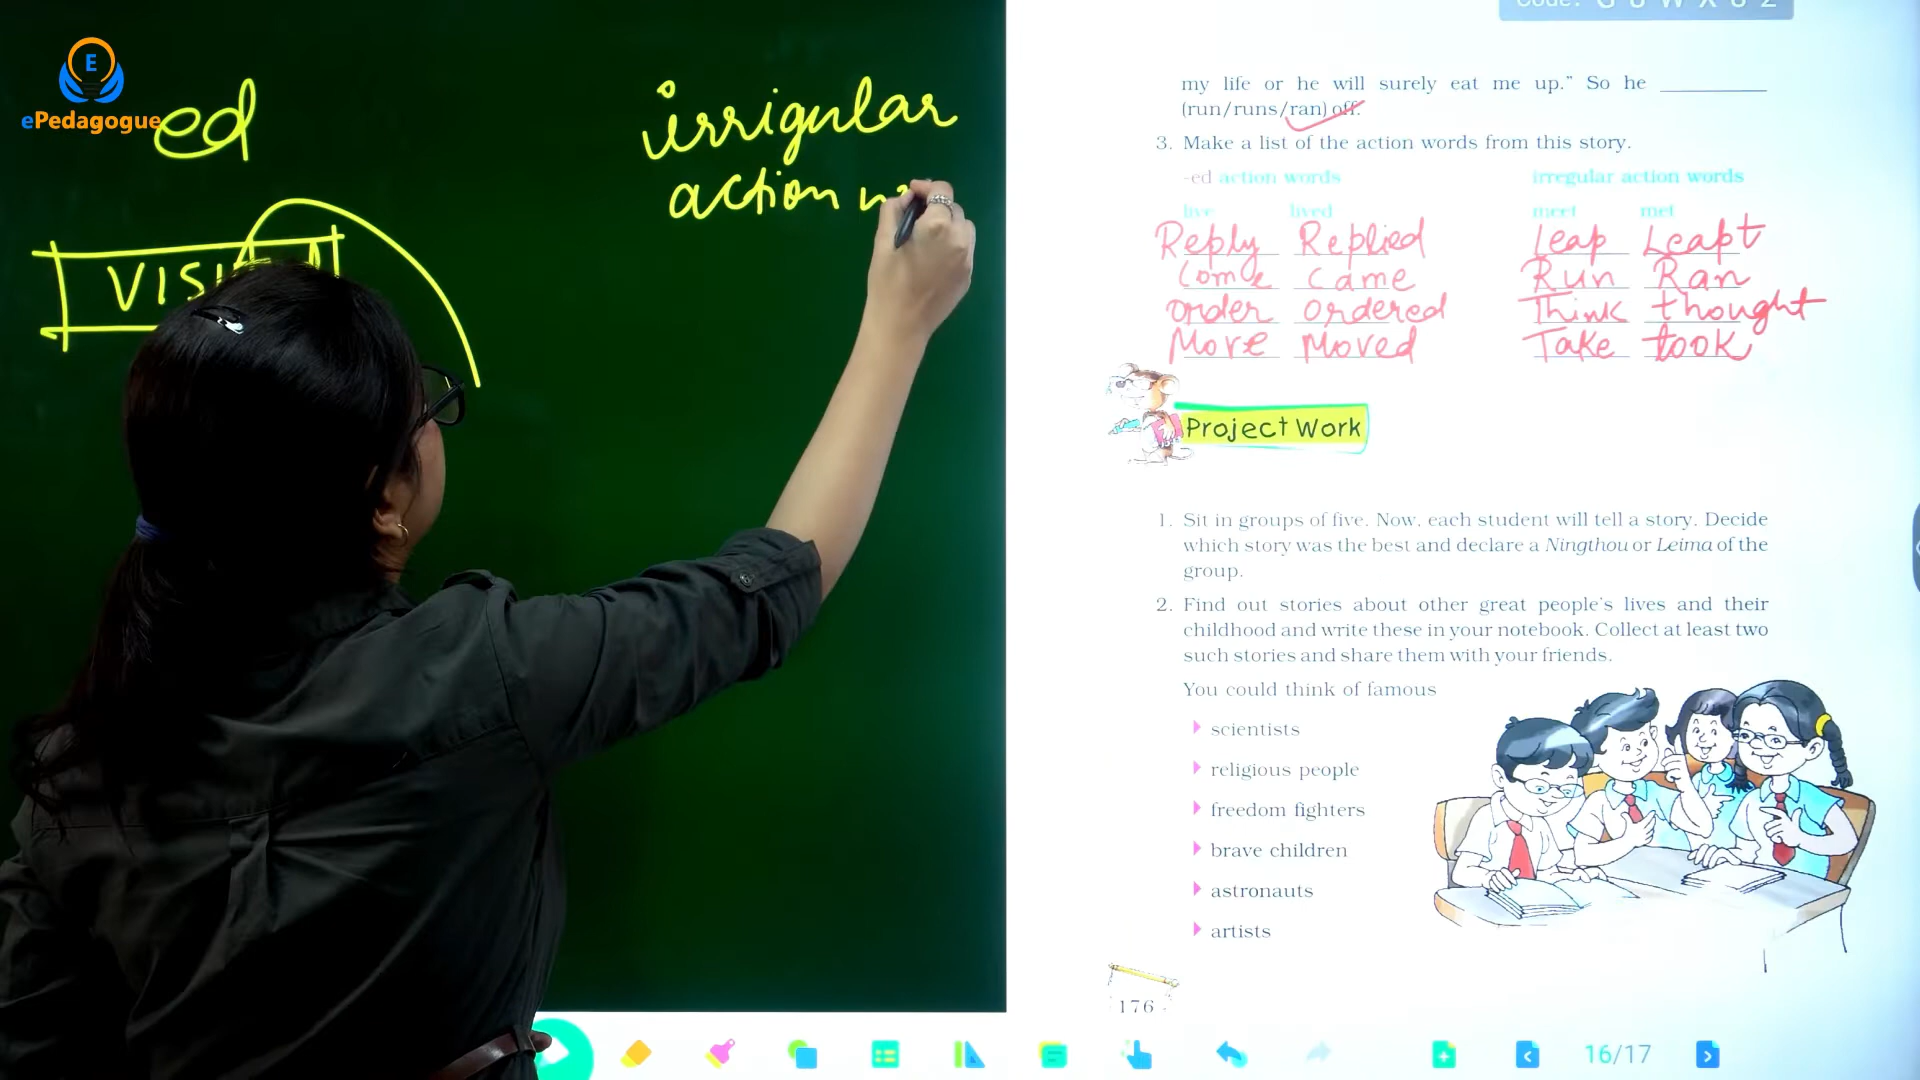 E
ePedagogue
ed
irrigular
action
VISIT
Code: G U W X 8 2
my life or he will surely eat me up.” So he __________
(run/runs/ran) off.
3. Make a list of the action words from this story.
-ed action words irregular action words
live lived meet met
Reply Replied Leap Leapt
Come Came Run Ran
Order Ordered Think thought
Move Moved Take took
Project Work
1. Sit in groups of five. Now, each student will tell a story. Decide
which story was the best and declare a Ningthou or Leima of the
group.
2. Find out stories about other great people's lives and their
childhood and write these in your notebook. Collect at least two
such stories and share them with your friends.
You could think of famous
scientists
religious people
freedom fighters
brave children
astronauts
artists
176
16/17